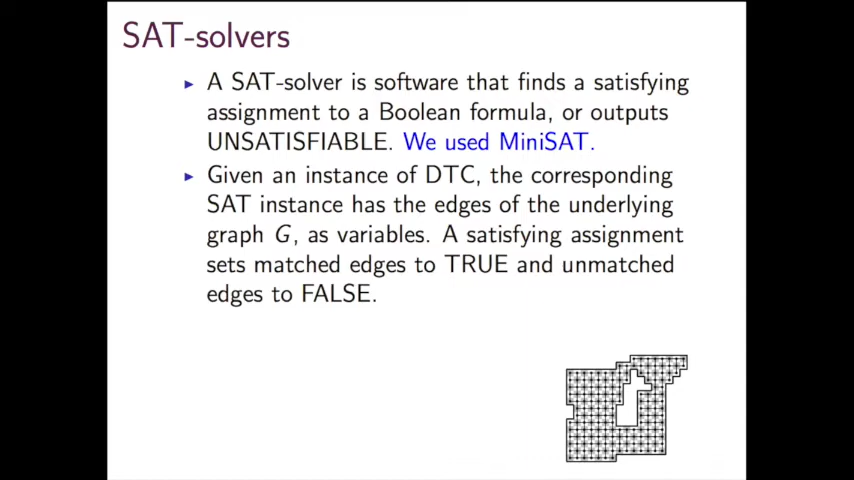 SAT-solvers
A SAT-solver is software that finds a satisfying
assignment to a Boolean formula, or outputs
UNSATISFIABLE. We used MiniSAT.
Given an instance of DTC, the corresponding
SAT instance has the edges of the underlying
graph G, as variables. A satisfying assignment
sets matched edges to TRUE and unmatched
edges to FALSE.